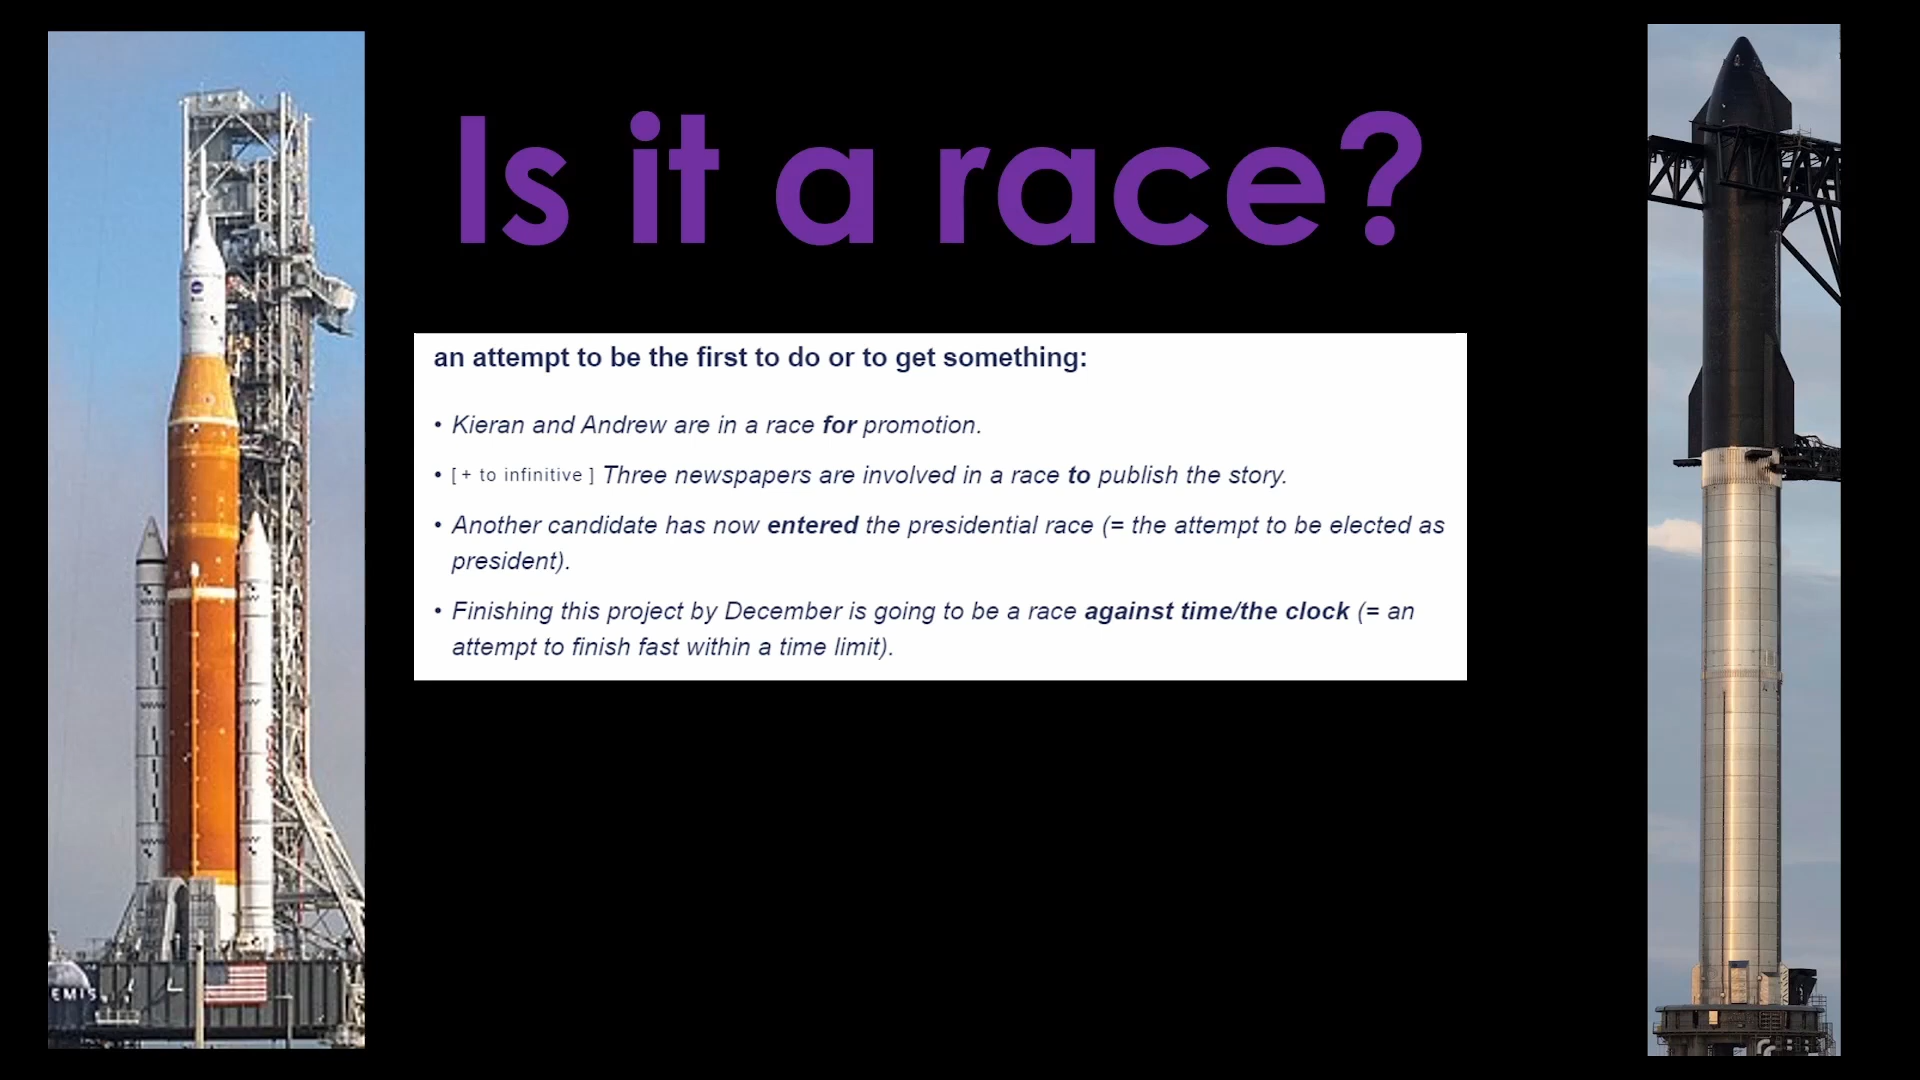 Is it a race?
an attempt to be the first to do or to get something:
• Kieran and Andrew are in a race for promotion.
• [ + to infinitive ] Three newspapers are involved in a race to publish the story.
• Another candidate has now entered the presidential race (= the attempt to be elected as
president).
• Finishing this project by December is going to be a race against time/the clock (= an
attempt to finish fast within a time limit).
EMIS